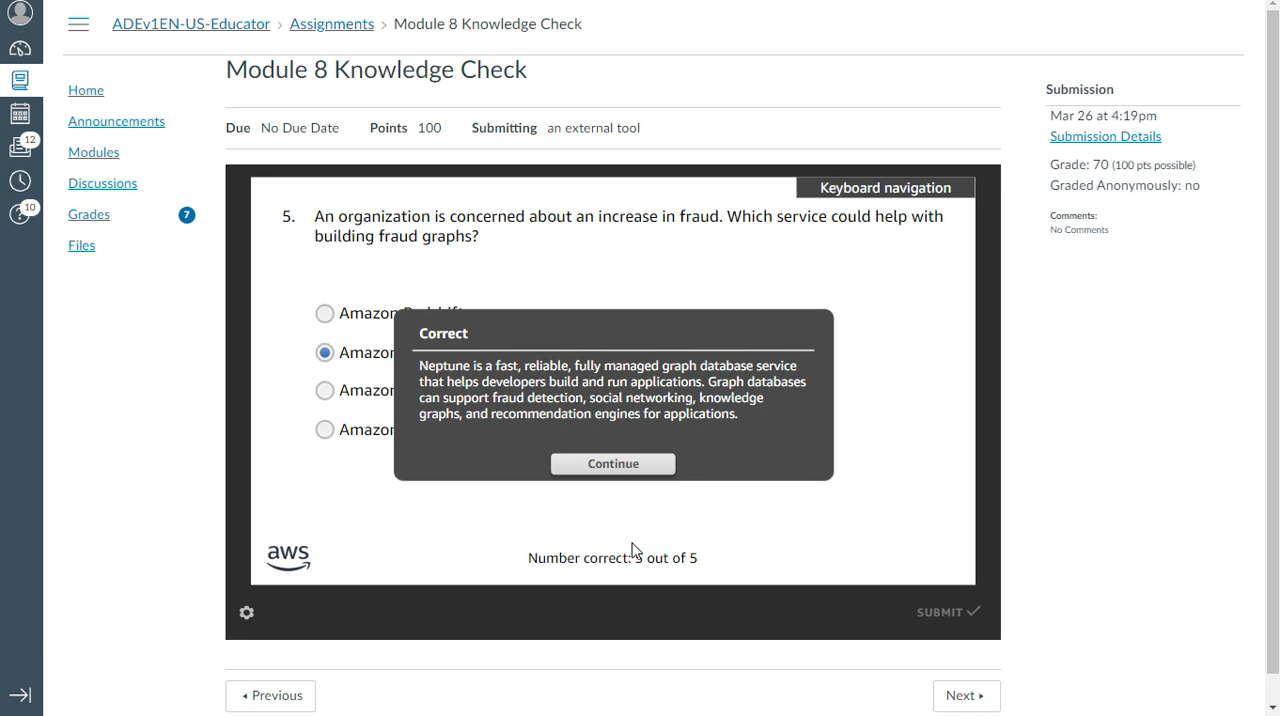 ADEv1EN-US-Educator › Assignments › Module 8 Knowledge Check
Module 8 Knowledge Check
Home
Announcements
Modules
Discussions
Grades 7
Files
12
10
Due No Due Date Points 100 Submitting an external tool
Keyboard navigation
5. An organization is concerned about an increase in fraud. Which service could help with
building fraud graphs?
Amazon
Amazon
Amazon
Amazon
Correct
Neptune is a fast, reliable, fully managed graph database service
that helps developers build and run applications. Graph databases
can support fraud detection, social networking, knowledge
graphs, and recommendation engines for applications.
Continue
aws
Number correct: out of 5
SUBMIT
Previous
Next
Submission
Mar 26 at 4:19pm
Submission Details
Grade: 70 (100 pts possible)
Graded Anonymously: no
Comments:
No Comments